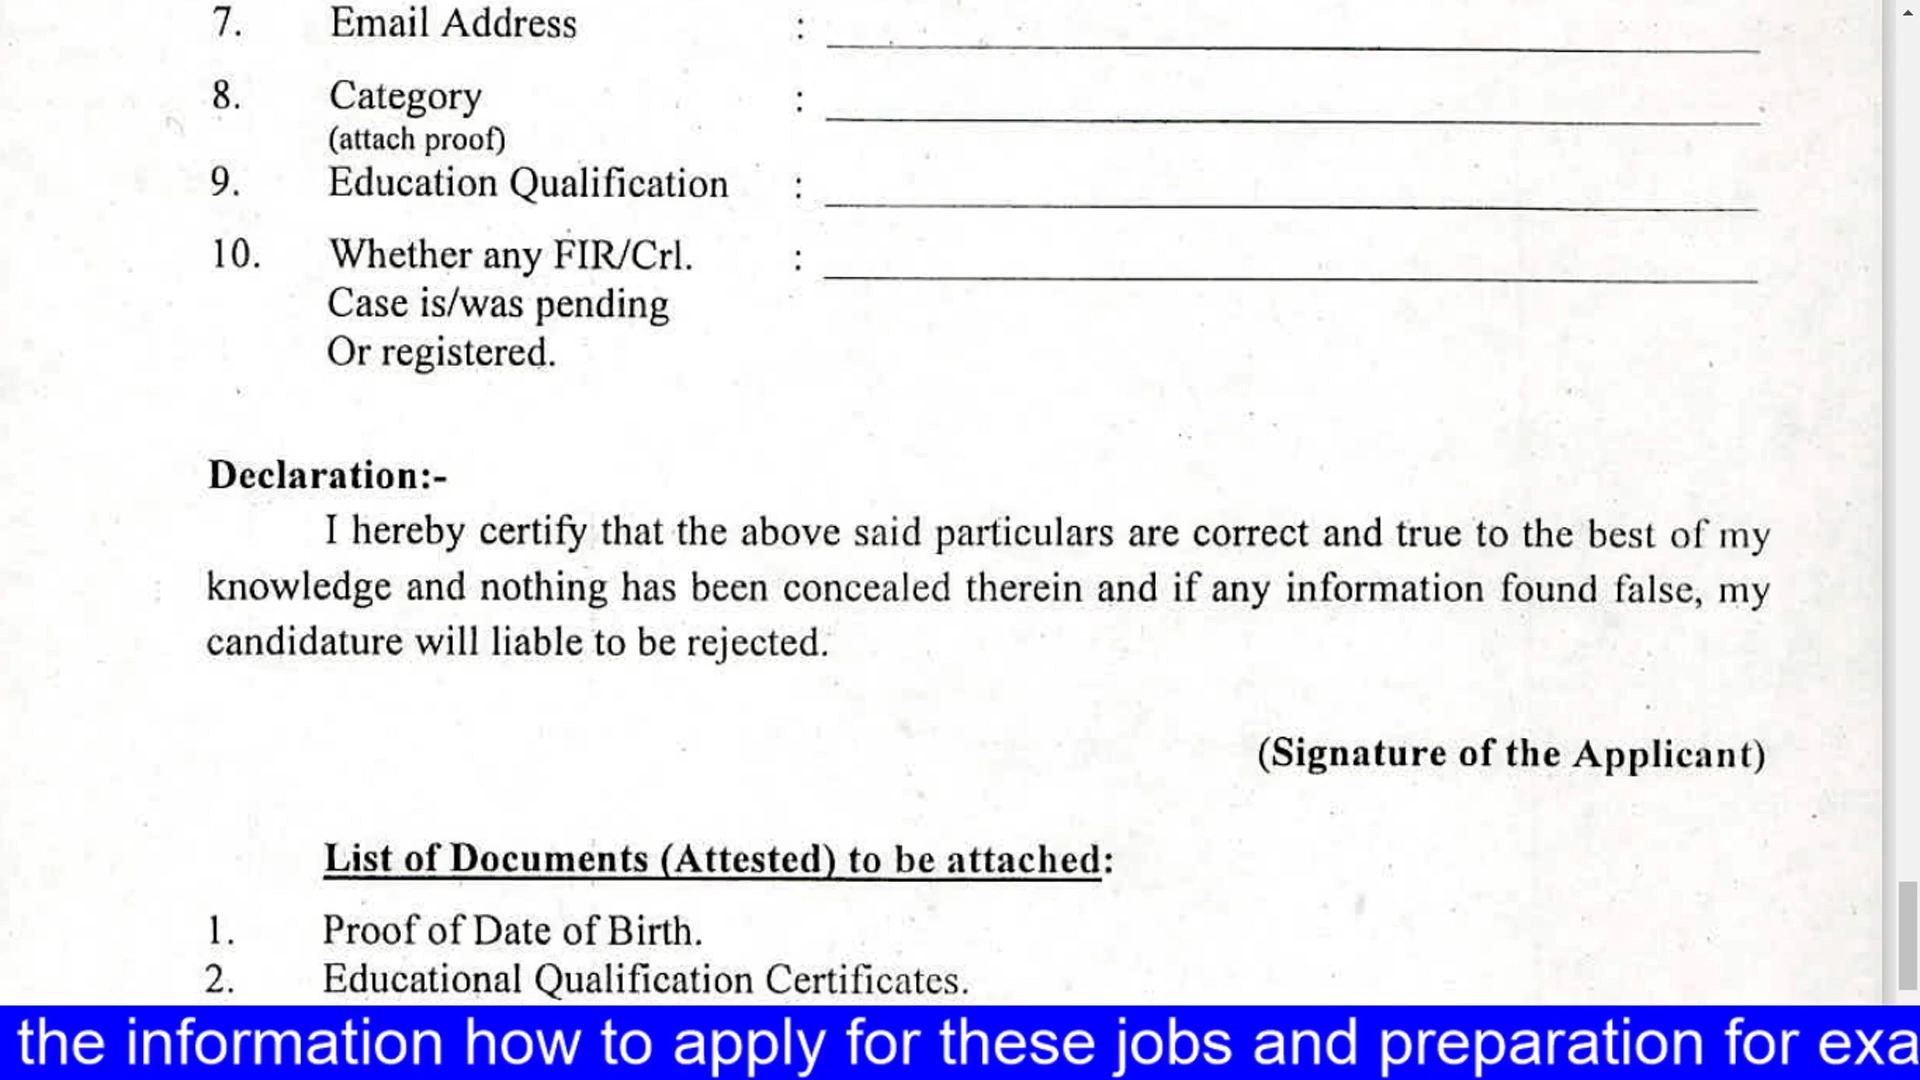 7. Email Address :
8. Category :
(attach proof)
9. Education Qualification :
10. Whether any FIR/Crl. :
Case is/was pending
Or registered.
Declaration:-
I hereby certify that the above said particulars are correct and true to the best of my
knowledge and nothing has been concealed therein and if any information found false, my
candidature will liable to be rejected.
(Signature of the Applicant)
List of Documents (Attested) to be attached:
1. Proof of Date of Birth.
2. Educational Qualification Certificates.
the information how to apply for these jobs and preparation for exa